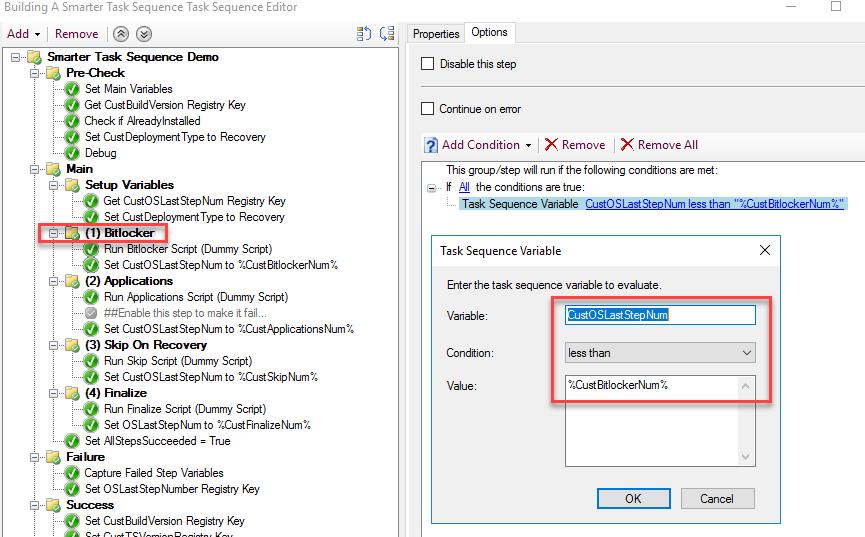 Building A Smarter Task Sequence Task Sequence Editor
Add
Remove
Smarter Task Sequence Demo
Pre-Check
Set Main Variables
Get CustBuildVersion Registry Key
Check if AlreadyInstalled
Set CustDeploymentType to Recovery
Debug
Main
Setup Variables
Get CustOSLastStepNum Registry Key
Set CustDeploymentType to Recovery
(1) Bitlocker
Run Bitlocker Script (Dummy Script)
Set CustOSLastStepNum to %CustBitlockerNum%
(2) Applications
Run Applications Script (Dummy Script)
##Enable this step to make it fail...
Set CustOSLastStepNum to %CustApplicationsNum%
(3) Skip On Recovery
Run Skip Script (Dummy Script)
Set CustOSLastStepNum to %CustSkipNum%
(4) Finalize
Run Finalize Script (Dummy Script)
Set OSLastStepNum to %CustFinalizeNum%
Set AllStepsSucceeded = True
Failure
Capture Failed Step Variables
Set OSLastStepNumber Registry Key
Success
Set CustBuildVersion Registry Key
Set CustTSVersionRegistry Key
Properties
Options
Disable this step
Continue on error
Add Condition
Remove
Remove All
This group/step will run if the following conditions are met:
If All the conditions are true:
Task Sequence Variable CustOSLastStepNum less than "%CustBitlockerNum%"
Task Sequence Variable
Enter the task sequence variable to evaluate.
Variable:
CustOSLastStepNum
Condition:
less than
Value:
%CustBitlockerNum%
OK
Cancel